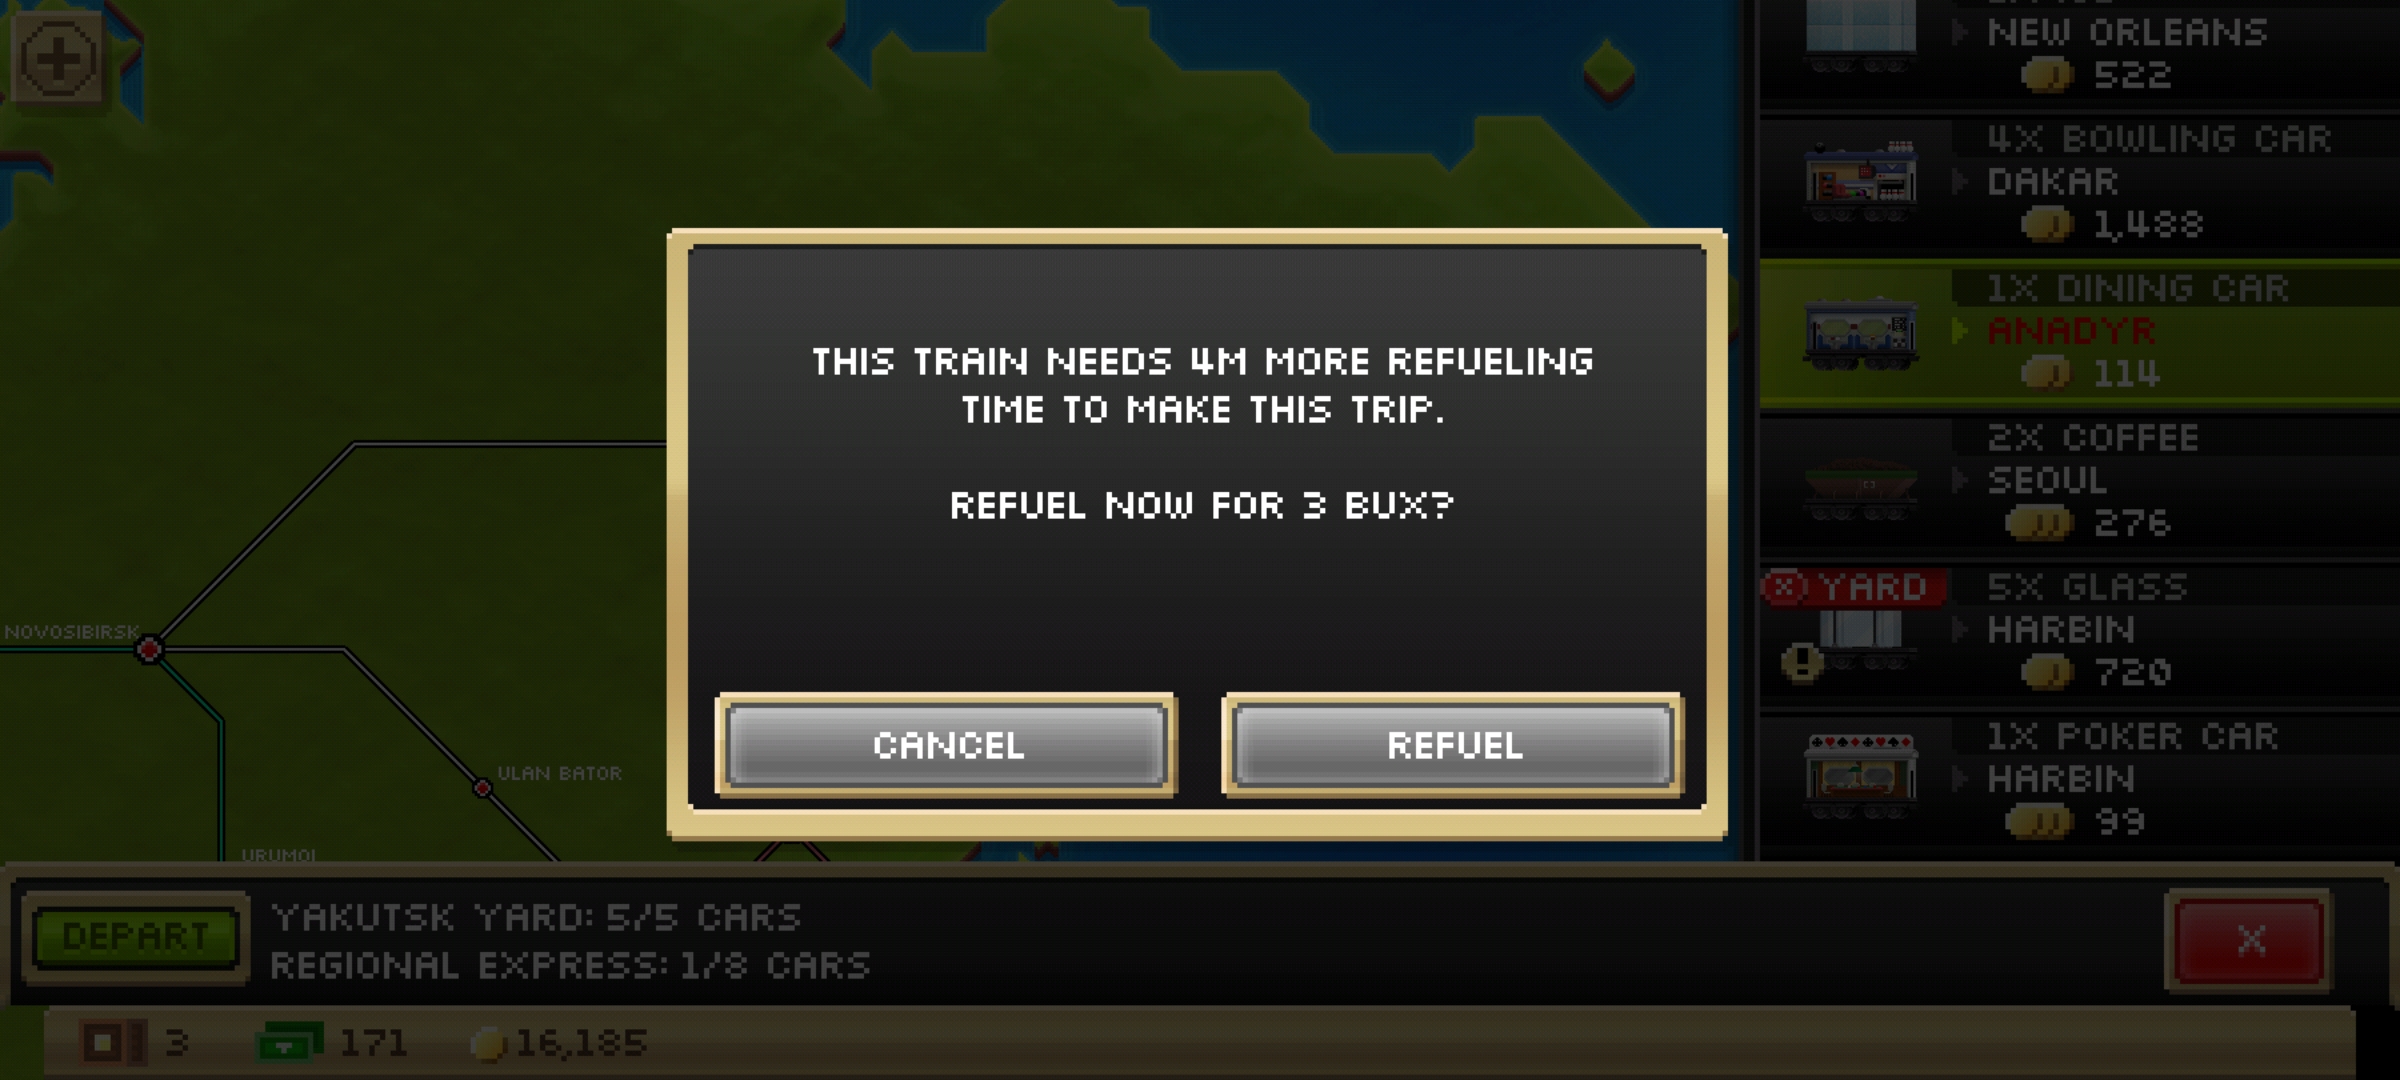 NEW ORLEANS
522
4X BOWLING CAR
DAKAR
1,488
1X DINING CAR
ANADYR
114
2X COFFEE
SEOUL
276
YARD
5X GLASS
HARBIN
720
1X POKER CAR
HARBIN
99
THIS TRAIN NEEDS 4M MORE REFUELING
TIME TO MAKE THIS TRIP.
REFUEL NOW FOR 3 BUX?
CANCEL
REFUEL
NOVOSIBIRSK
ULAN BATOR
DEPART
YAKUTSK YARD: 5/5 CARS
REGIONAL EXPRESS: 1/8 CARS
X
3
171
16,185